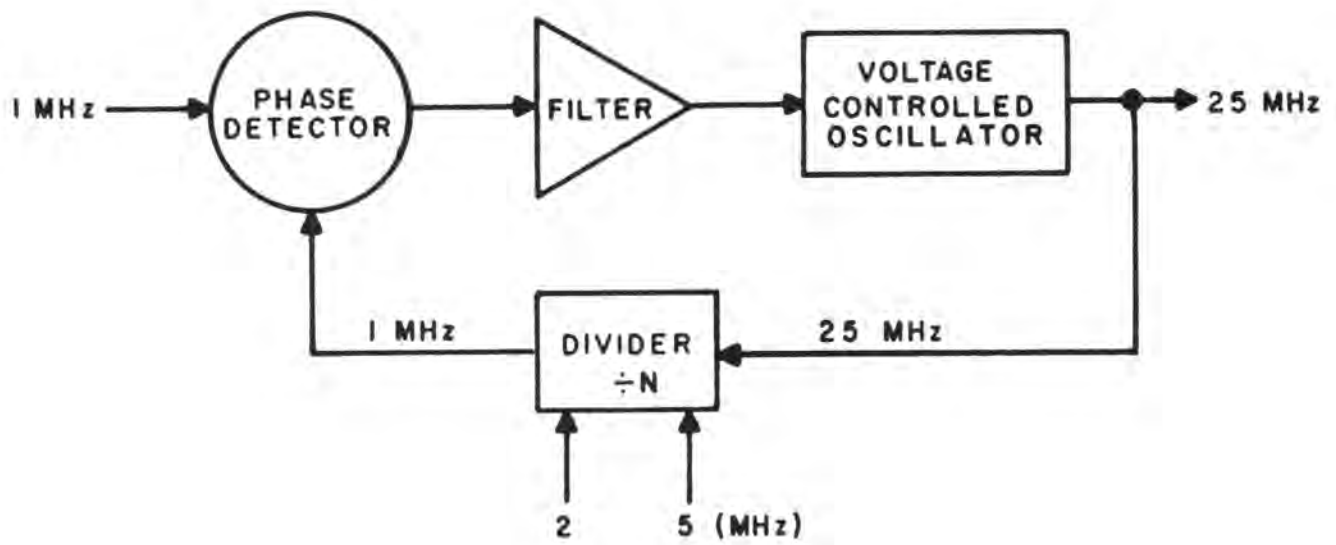 1 MHz
PHASE
DETECTOR
FILTER
VOLTAGE
CONTROLLED
OSCILLATOR
25 MHz
1 MHz
DIVIDER
÷N
25 MHz
2
5 (MHz)